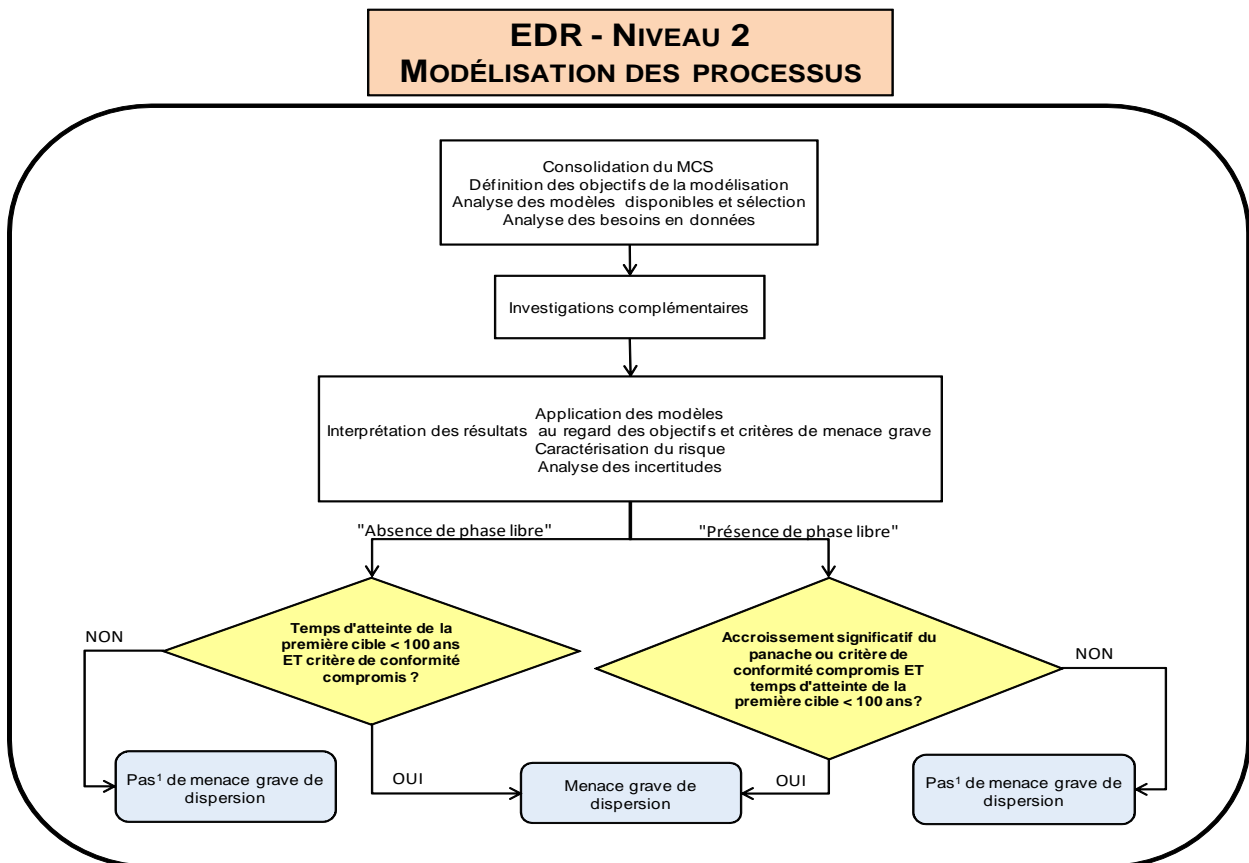 EDR - NIVEAU 2
MODÉLISATION DES PROCESSUS
Consolidation du MCS
Définition des objectifs de la modélisation
Analyse des modèles disponibles et sélection
Analyse des besoins en données
Investigations complémentaires
Application des modèles
Interprétation des résultats au regard des objectifs et critères de menace grave
Caractérisation du risque
Analyse des incertitudes
"Absence de phase libre"
"Présence de phase libre"
Temps d'atteinte de la
première cible < 100 ans
ET critère de conformité
compromis ?
NON
Accroissement significatif du
panache ou critère de
conformité compromis ET
temps d'atteinte de la
première cible < 100 ans?
NON
Pas¹ de menace grave de
dispersion
OUI
Menace grave de
dispersion
OUI
Pas¹ de menace grave de
dispersion